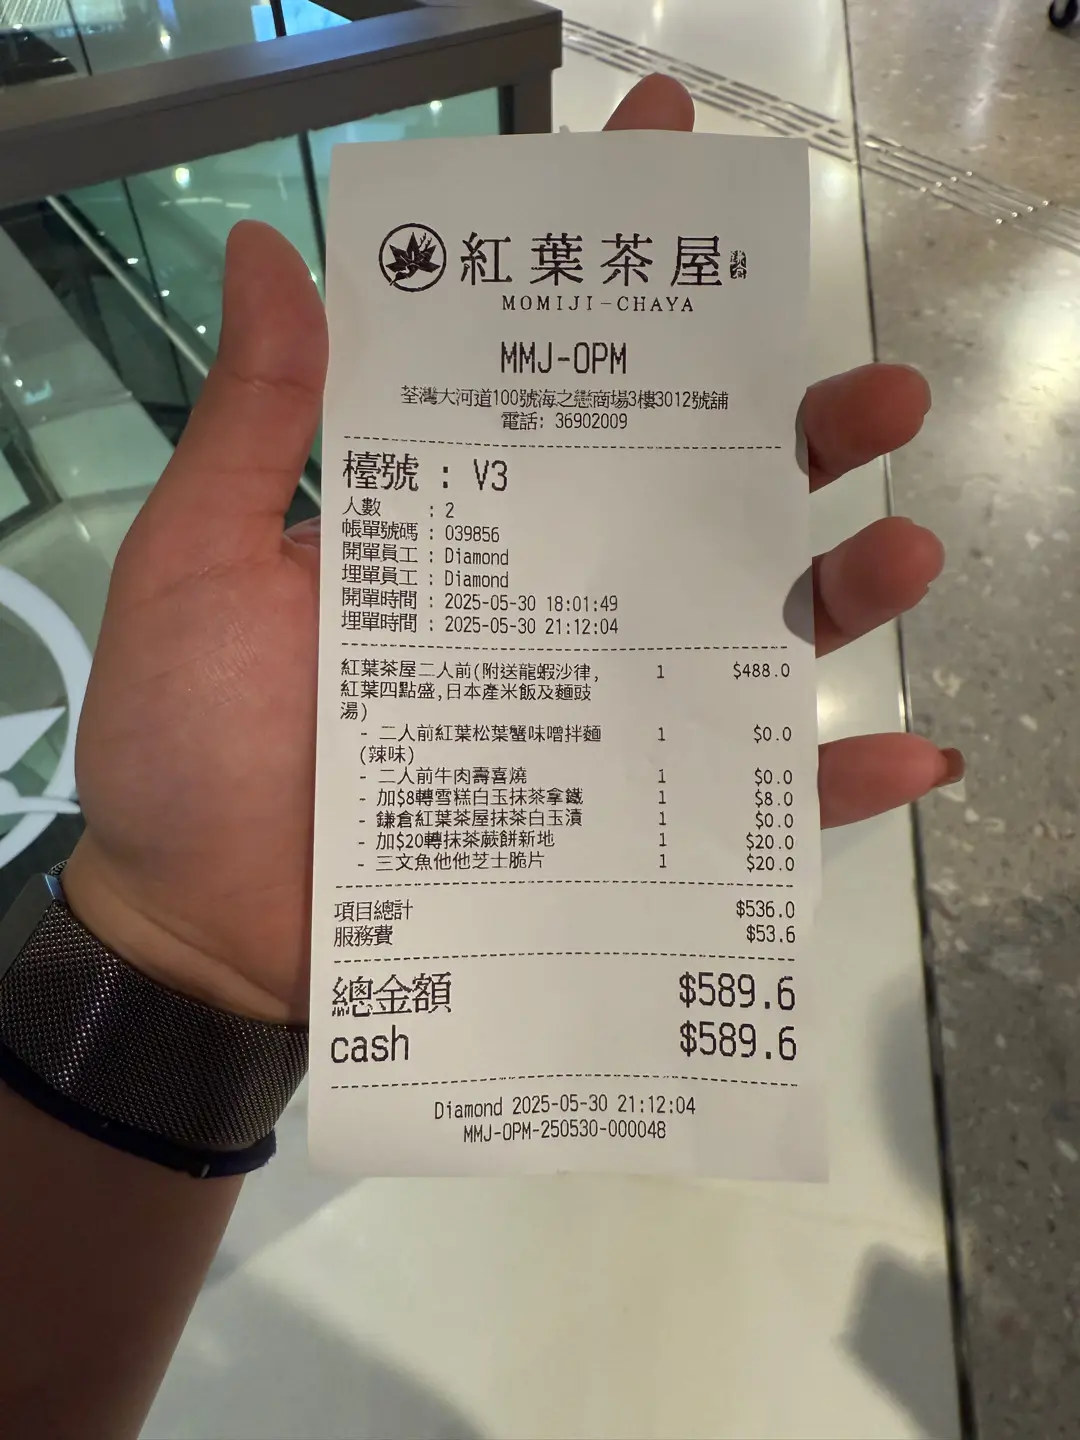 紅葉茶屋
MOMIJI-CHAYA
MMJ-OPM
荃灣大河道100號海之戀商場3樓3012號舖
電話: 36902009
檯號 : V3
人數 : 2
帳單號碼 : 039856
開單員工 : Diamond
埋單員工 : Diamond
開單時間 : 2025-05-30 18:01:49
埋單時間 : 2025-05-30 21:12:04
紅葉茶屋二人前(附送龍蝦沙律, 1 $488.0
紅葉四點盛,日本產米飯及麵豉
湯)
- 二人前紅葉松葉蟹味噌拌麵 1 $0.0
(辣味)
- 二人前牛肉壽喜燒 1 $0.0
- 加$8轉雪糕白玉抹茶拿鐵 1 $8.0
- 鎌倉紅葉茶屋抹茶白玉漬 1 $0.0
- 加$20轉抹茶蕨餅新地 1 $20.0
- 三文魚他他芝士脆片 1 $20.0
項目總計 $536.0
服務費 $53.6
總金額 $589.6
cash $589.6
Diamond 2025-05-30 21:12:04
MMJ-OPM-250530-000048